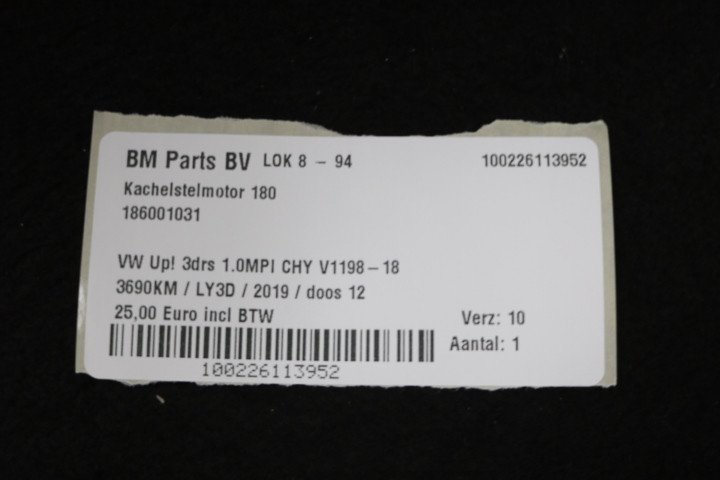 BM Parts BV LOK 8 - 94 100226113952
Kachelstelmotor 180
186001031
VW Up! 3drs 1.0MPI CHY V1198-18
3690KM / LY3D / 2019 / doos 12
25,00 Euro incl BTW Verz: 10
Aantal: 1
100226113952